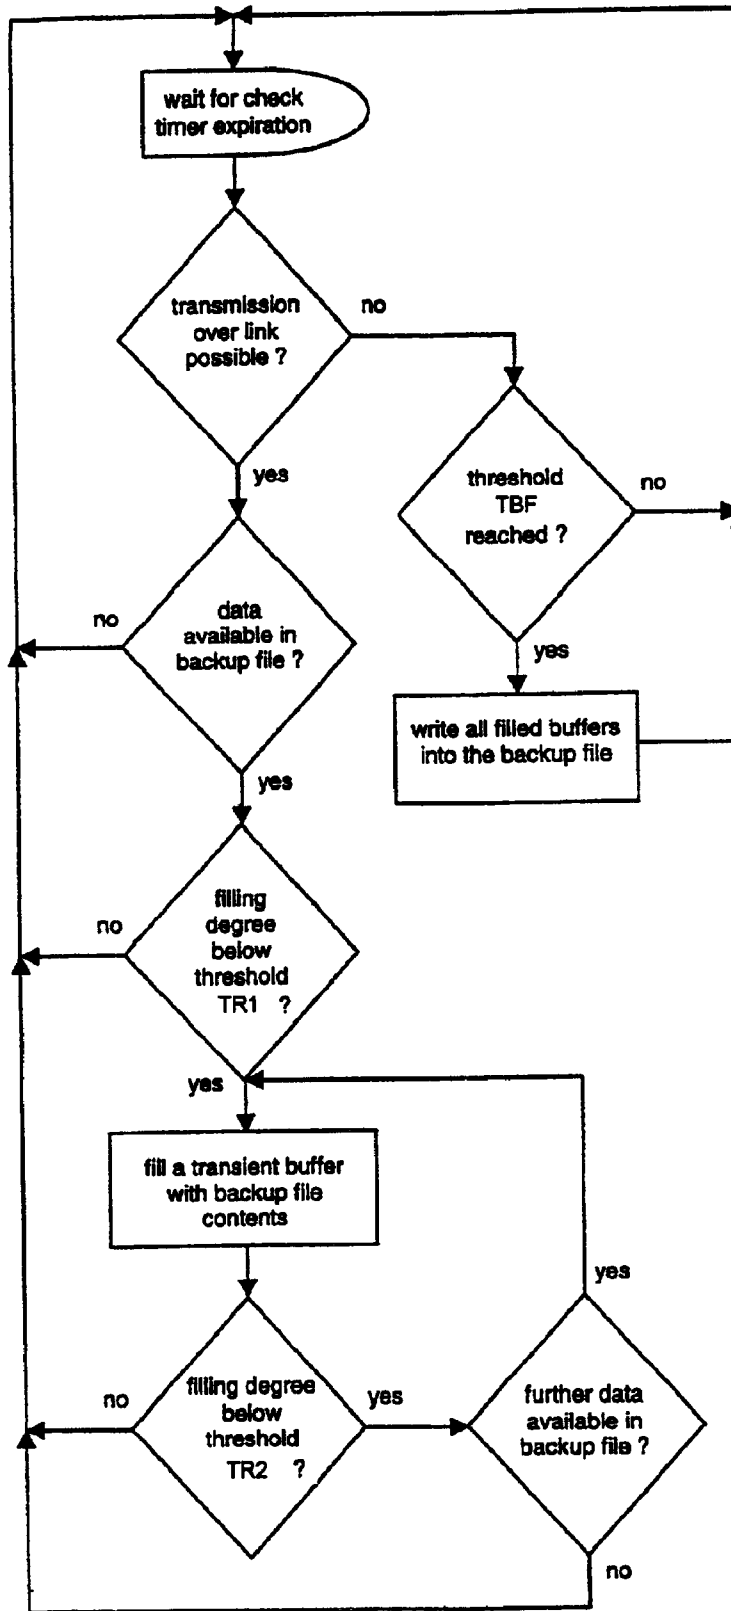 wait for check
timer expiration
transmission
over link
possible ?
no
yes
threshold
TBF
reached ?
no
yes
data
available in
backup file ?
no
yes
write all filled buffers
into the backup file
filling
degree
below
threshold
TR1 ?
no
yes
fill a transient buffer
with backup file
contents
yes
filling degree
below
threshold
TR2 ?
no
yes
further data
available in
backup file ?
no